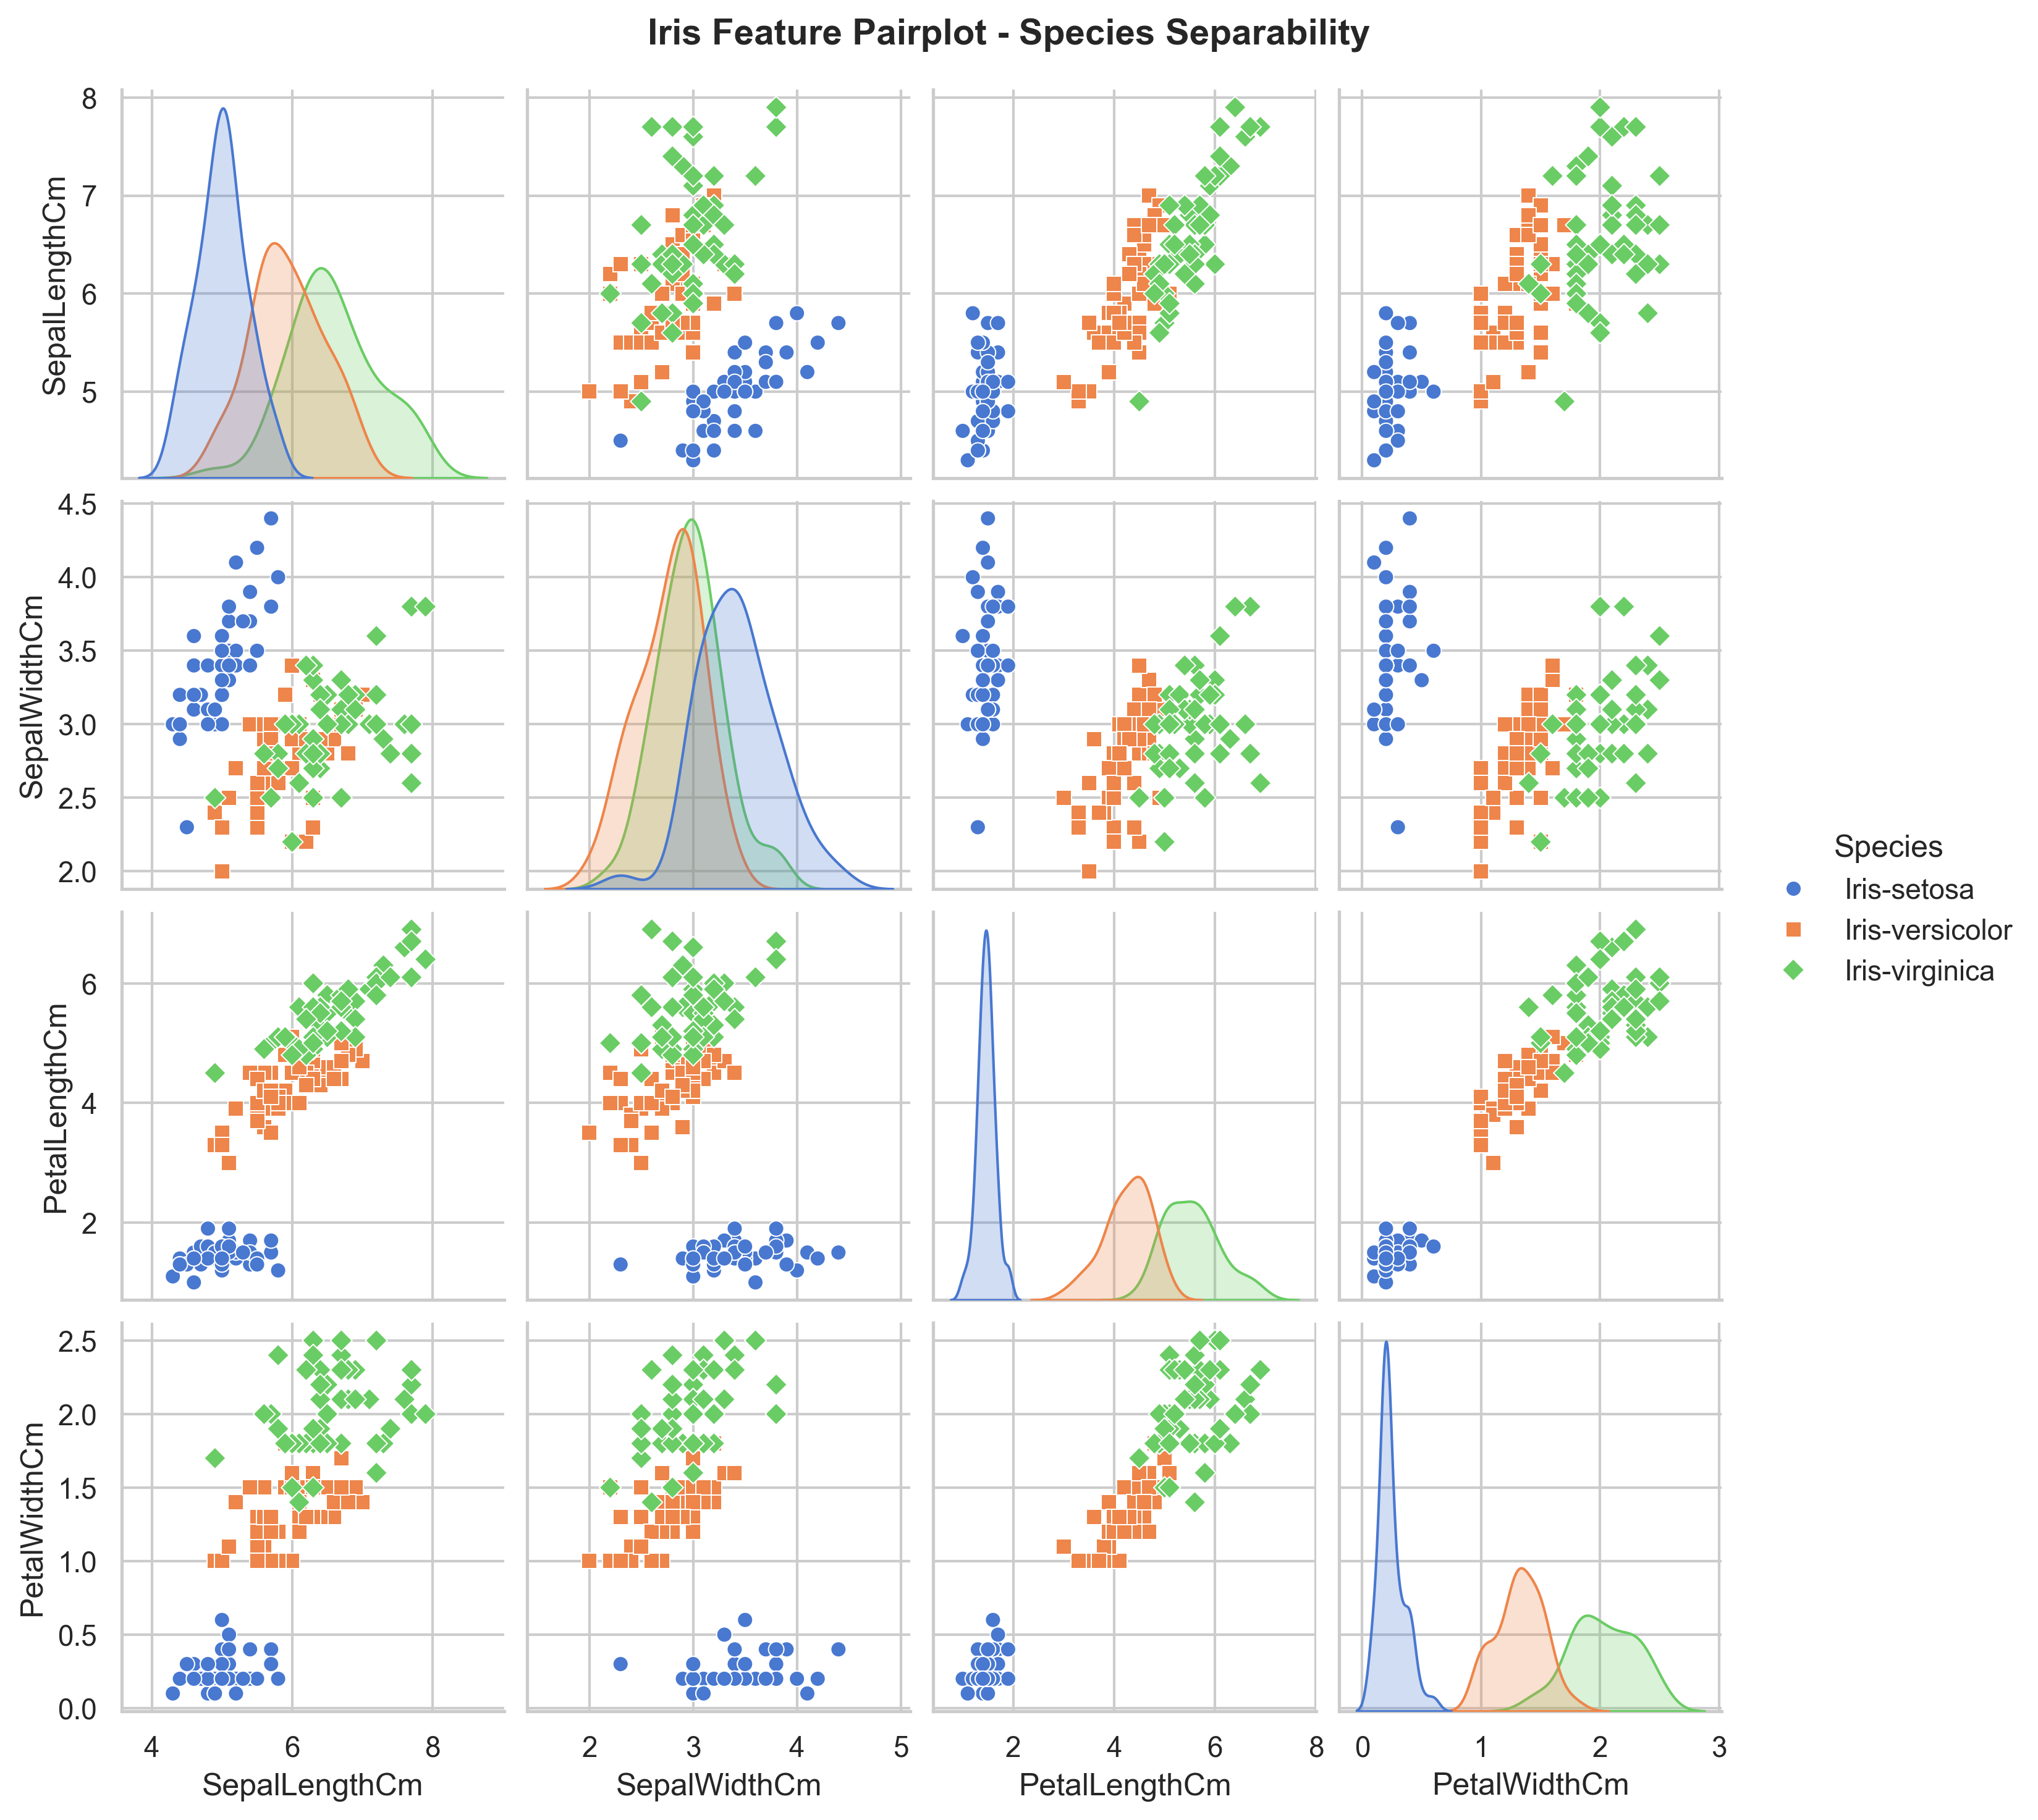 Iris Feature Pairplot - Species Separability
SepalLengthCm
8
7
6
5
SepalWidthCm
4.5
4.0
3.5
3.0
2.5
2.0
Species
Iris-setosa
Iris-versicolor
Iris-virginica
PetalLengthCm
6
4
2
PetalWidthCm
2.5
2.0
1.5
1.0
0.5
0.0
4 6 8
2 3 4 5
2 4 6 8
0 1 2 3
SepalLengthCm
SepalWidthCm
PetalLengthCm
PetalWidthCm